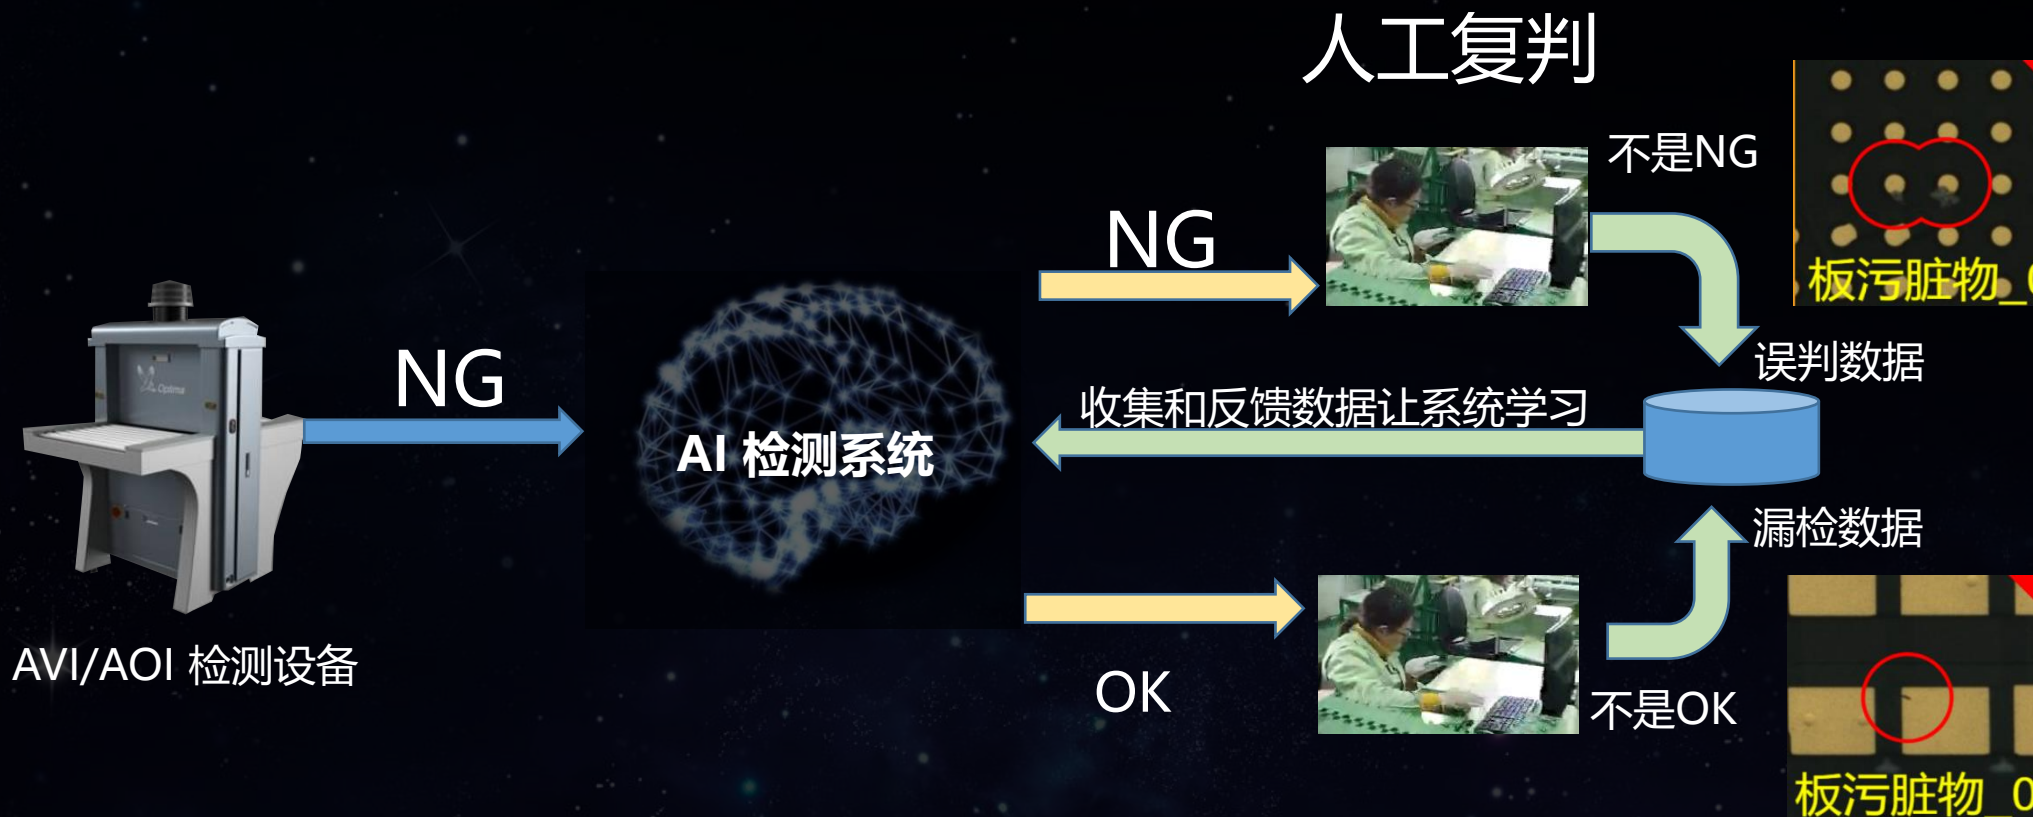 人工复判
不是NG
NG
板污脏物_0
误判数据
NG
收集和反馈数据让系统学习
AI 检测系统
漏检数据
AVI/AOI 检测设备
OK
不是OK
板污脏物_0